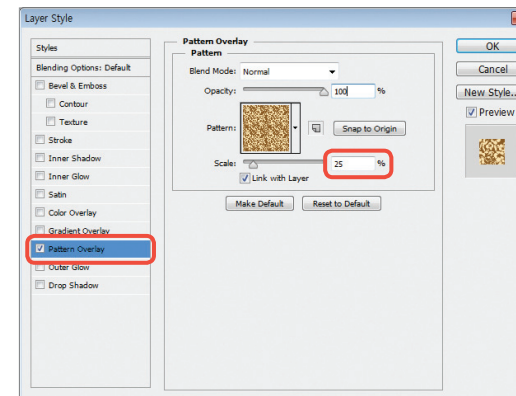 Layer Style
Styles
Blending Options: Default
Bevel & Emboss
Contour
Texture
Stroke
Inner Shadow
Inner Glow
Satin
Color Overlay
Gradient Overlay
Pattern Overlay
Outer Glow
Drop Shadow
Pattern Overlay
Pattern
Blend Mode: Normal
Opacity: 100 %
Pattern: Snap to Origin
Scale: 25 %
Link with Layer
Make Default Reset to Default
OK
Cancel
New Style..
Preview